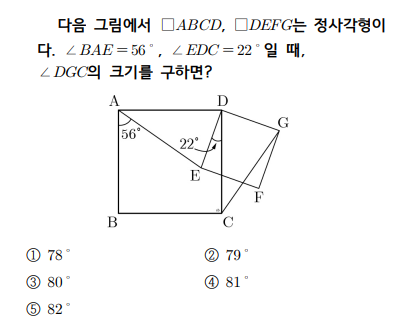 다음 그림에서 □ABCD, □DEFG는 정사각형이
다. ∠BAE=56°, ∠EDC=22°일 때,
∠DGC의 크기를 구하면?
A D
G
56°
22°
E
F
B C
① 78° ② 79°
③ 80° ④ 81°
⑤ 82°